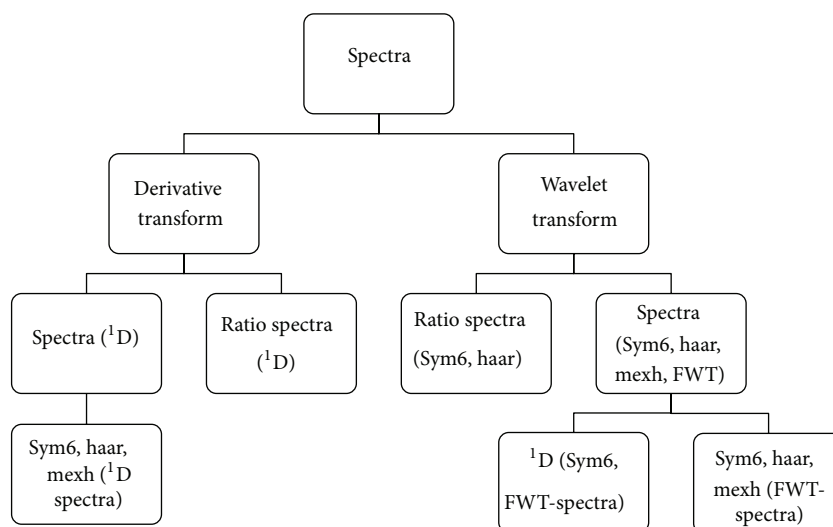 Spectra
Derivative
transform
Wavelet
transform
Spectra (¹D)
Ratio spectra
(¹D)
Ratio spectra
(Sym6, haar)
Spectra
(Sym6, haar,
mexh, FWT)
Sym6, haar,
mexh (¹D
spectra)
¹D (Sym6,
FWT-spectra)
Sym6, haar,
mexh (FWT-
spectra)